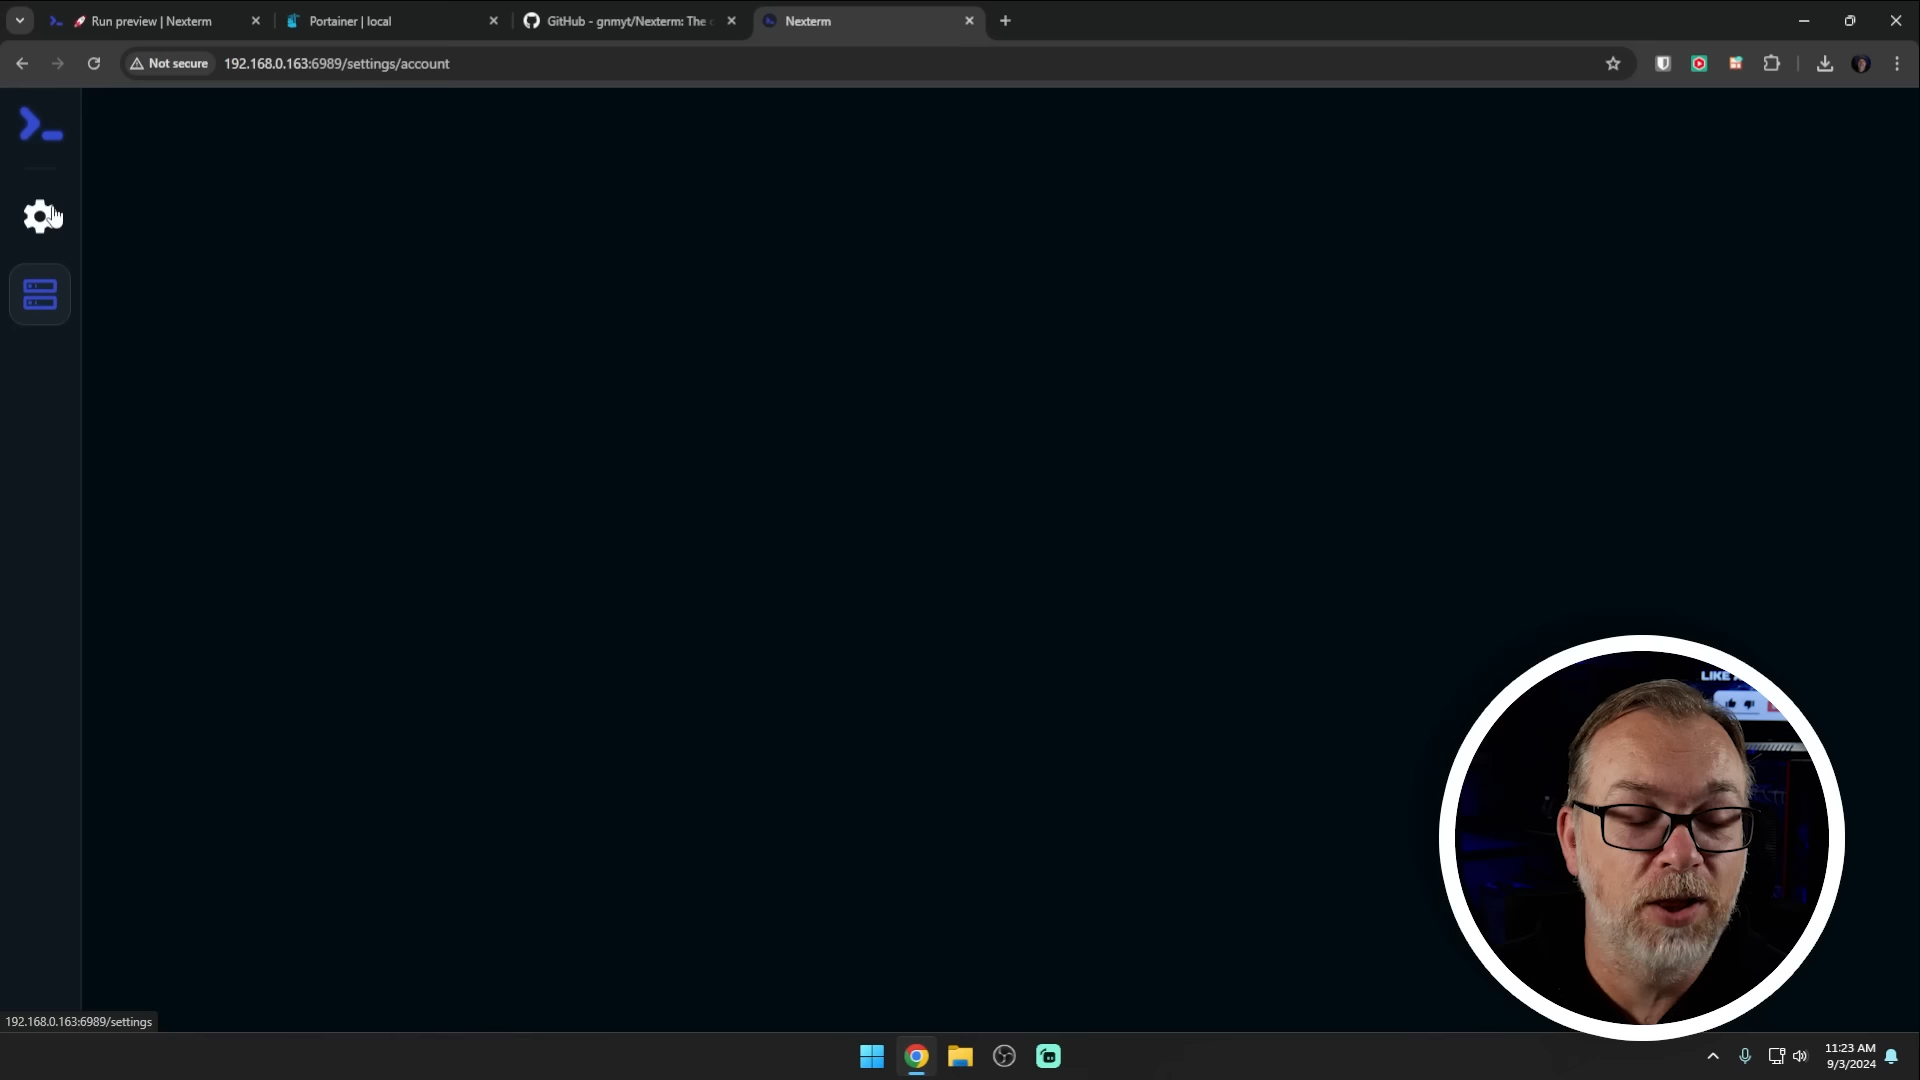 Run preview | Nexterm
Portainer | local
GitHub - gnmyt/Nexterm: The
Nexterm
Not secure
192.168.0.163:6989/settings/account
LIKE
192.168.0.163:6989/settings
11:23 AM
9/3/2024